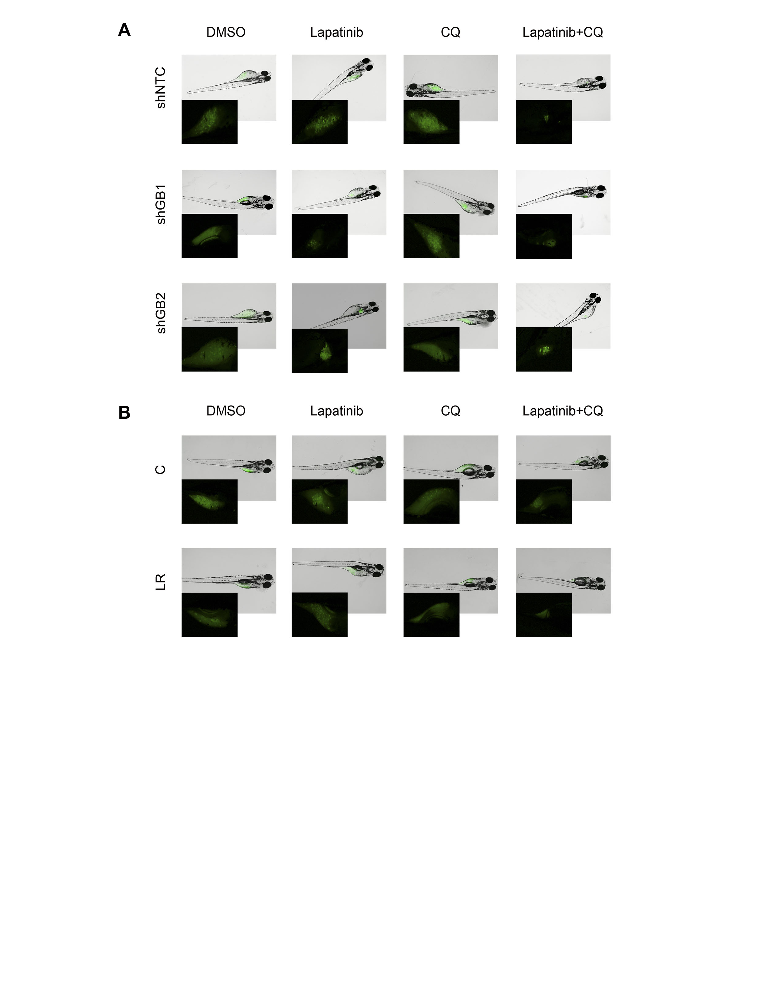 A
DMSO Lapatinib CQ Lapatinib+CQ
shNTC
shGB1
shGB2
B
DMSO Lapatinib CQ Lapatinib+CQ
C
LR